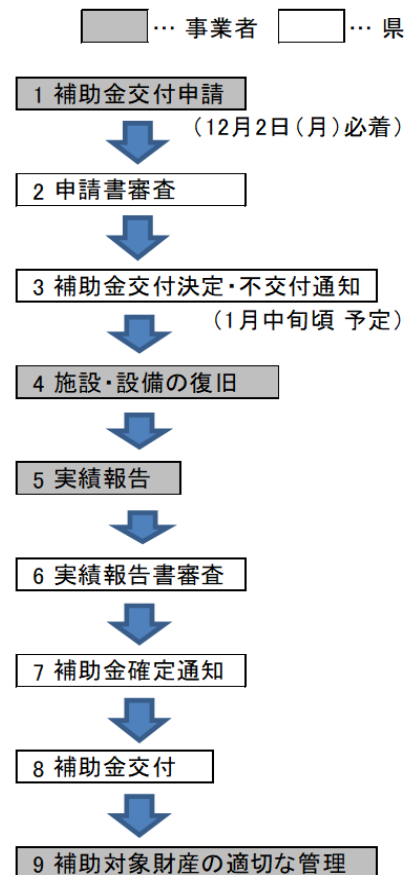 … 事業者 … 県
1 補助金交付申請
(12月2日(月)必着)
2 申請書審査
3 補助金交付決定・不交付通知
(1月中旬頃 予定)
4 施設・設備の復旧
5 実績報告
6 実績報告書審査
7 補助金確定通知
8 補助金交付
9 補助対象財産の適切な管理